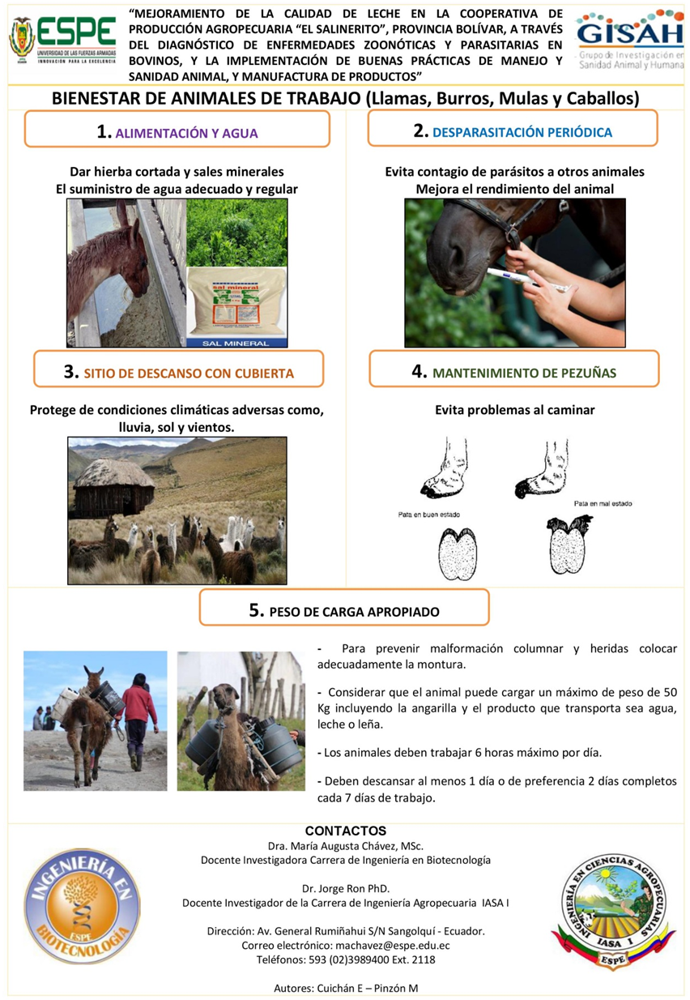 ESPE
UNIVERSIDAD DE LAS FUERZAS ARMADAS
INNOVACIÓN PARA LA EXCELENCIA
“MEJORAMIENTO DE LA CALIDAD DE LECHE EN LA COOPERATIVA DE
PRODUCCIÓN AGROPECUARIA “EL SALINERITO”, PROVINCIA BOLÍVAR, A TRAVÉS
DEL DIAGNÓSTICO DE ENFERMEDADES ZOONÓTICAS Y PARASITARIAS EN
BOVINOS, Y LA IMPLEMENTACIÓN DE BUENAS PRÁCTICAS DE MANEJO Y
SANIDAD ANIMAL, Y MANUFACTURA DE PRODUCTOS”
GISAH
Grupo de Investigación en
Sanidad Animal y Humana
BIENESTAR DE ANIMALES DE TRABAJO (Llamas, Burros, Mulas y Caballos)
1. ALIMENTACIÓN Y AGUA
Dar hierba cortada y sales minerales
El suministro de agua adecuado y regular
sal mineral
SAL MINERAL
2. DESPARASITACIÓN PERIÓDICA
Evita contagio de parásitos a otros animales
Mejora el rendimiento del animal
3. SITIO DE DESCANSO CON CUBIERTA
Protege de condiciones climáticas adversas como,
lluvia, sol y vientos.
4. MANTENIMIENTO DE PEZUÑAS
Evita problemas al caminar
Pata en buen estado
Pata en mal estado
5. PESO DE CARGA APROPIADO
- Para prevenir malformación columnar y heridas colocar
adecuadamente la montura.
- Considerar que el animal puede cargar un máximo de peso de 50
Kg incluyendo la angarilla y el producto que transporta sea agua,
leche o leña.
- Los animales deben trabajar 6 horas máximo por día.
- Deben descansar al menos 1 día o de preferencia 2 días completos
cada 7 días de trabajo.
CONTACTOS
Dra. María Augusta Chávez, MSc.
Docente Investigadora Carrera de Ingeniería en Biotecnología
Dr. Jorge Ron PhD.
Docente Investigador de la Carrera de Ingeniería Agropecuaria IASA I
Dirección: Av. General Rumiñahui S/N Sangolquí - Ecuador.
Correo electrónico: machavez@espe.edu.ec
Teléfonos: 593 (02)3989400 Ext. 2118
Autores: Cuichán E – Pinzón M
INGENIERÍA EN
ESPE
BIOTECNOLOGÍA
INGENIERÍA EN CIENCIAS AGROPECUARIAS
IASA I
ESPE